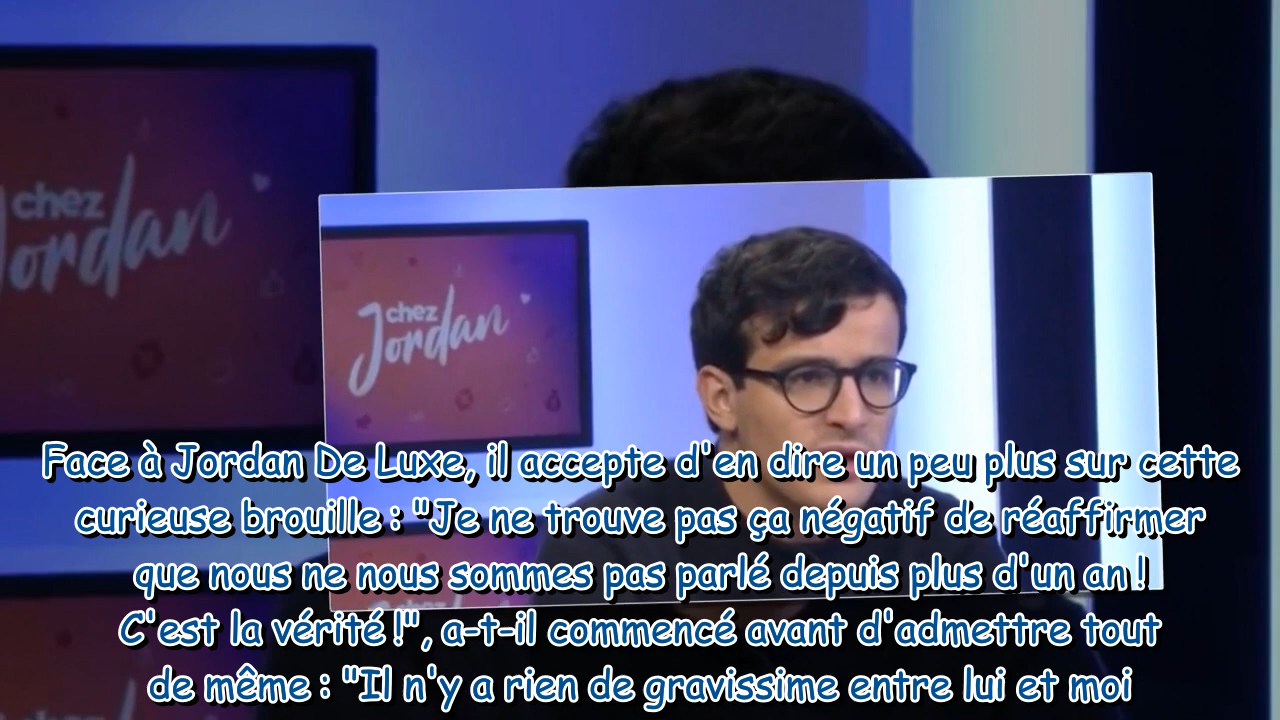 chez
Jordan
chez
Jordan
Face à Jordan De Luxe, il accepte d'en dire un peu plus sur cette
curieuse brouille : "Je ne trouve pas ça négatif de réaffirmer
que nous ne nous sommes pas parlé depuis plus d'un an !
C'est la vérité !", a-t-il commencé avant d'admettre tout
de même : "Il n'y a rien de gravissime entre lui et moi